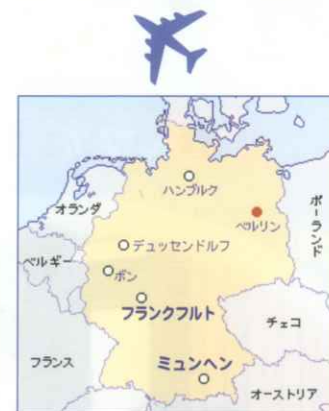 ハンブルク
オランダ
ベルリン
ポーランド
デュッセンドルフ
ベルギー
ボン
フランクフルト
チェコ
フランス
ミュンヘン
オーストリア